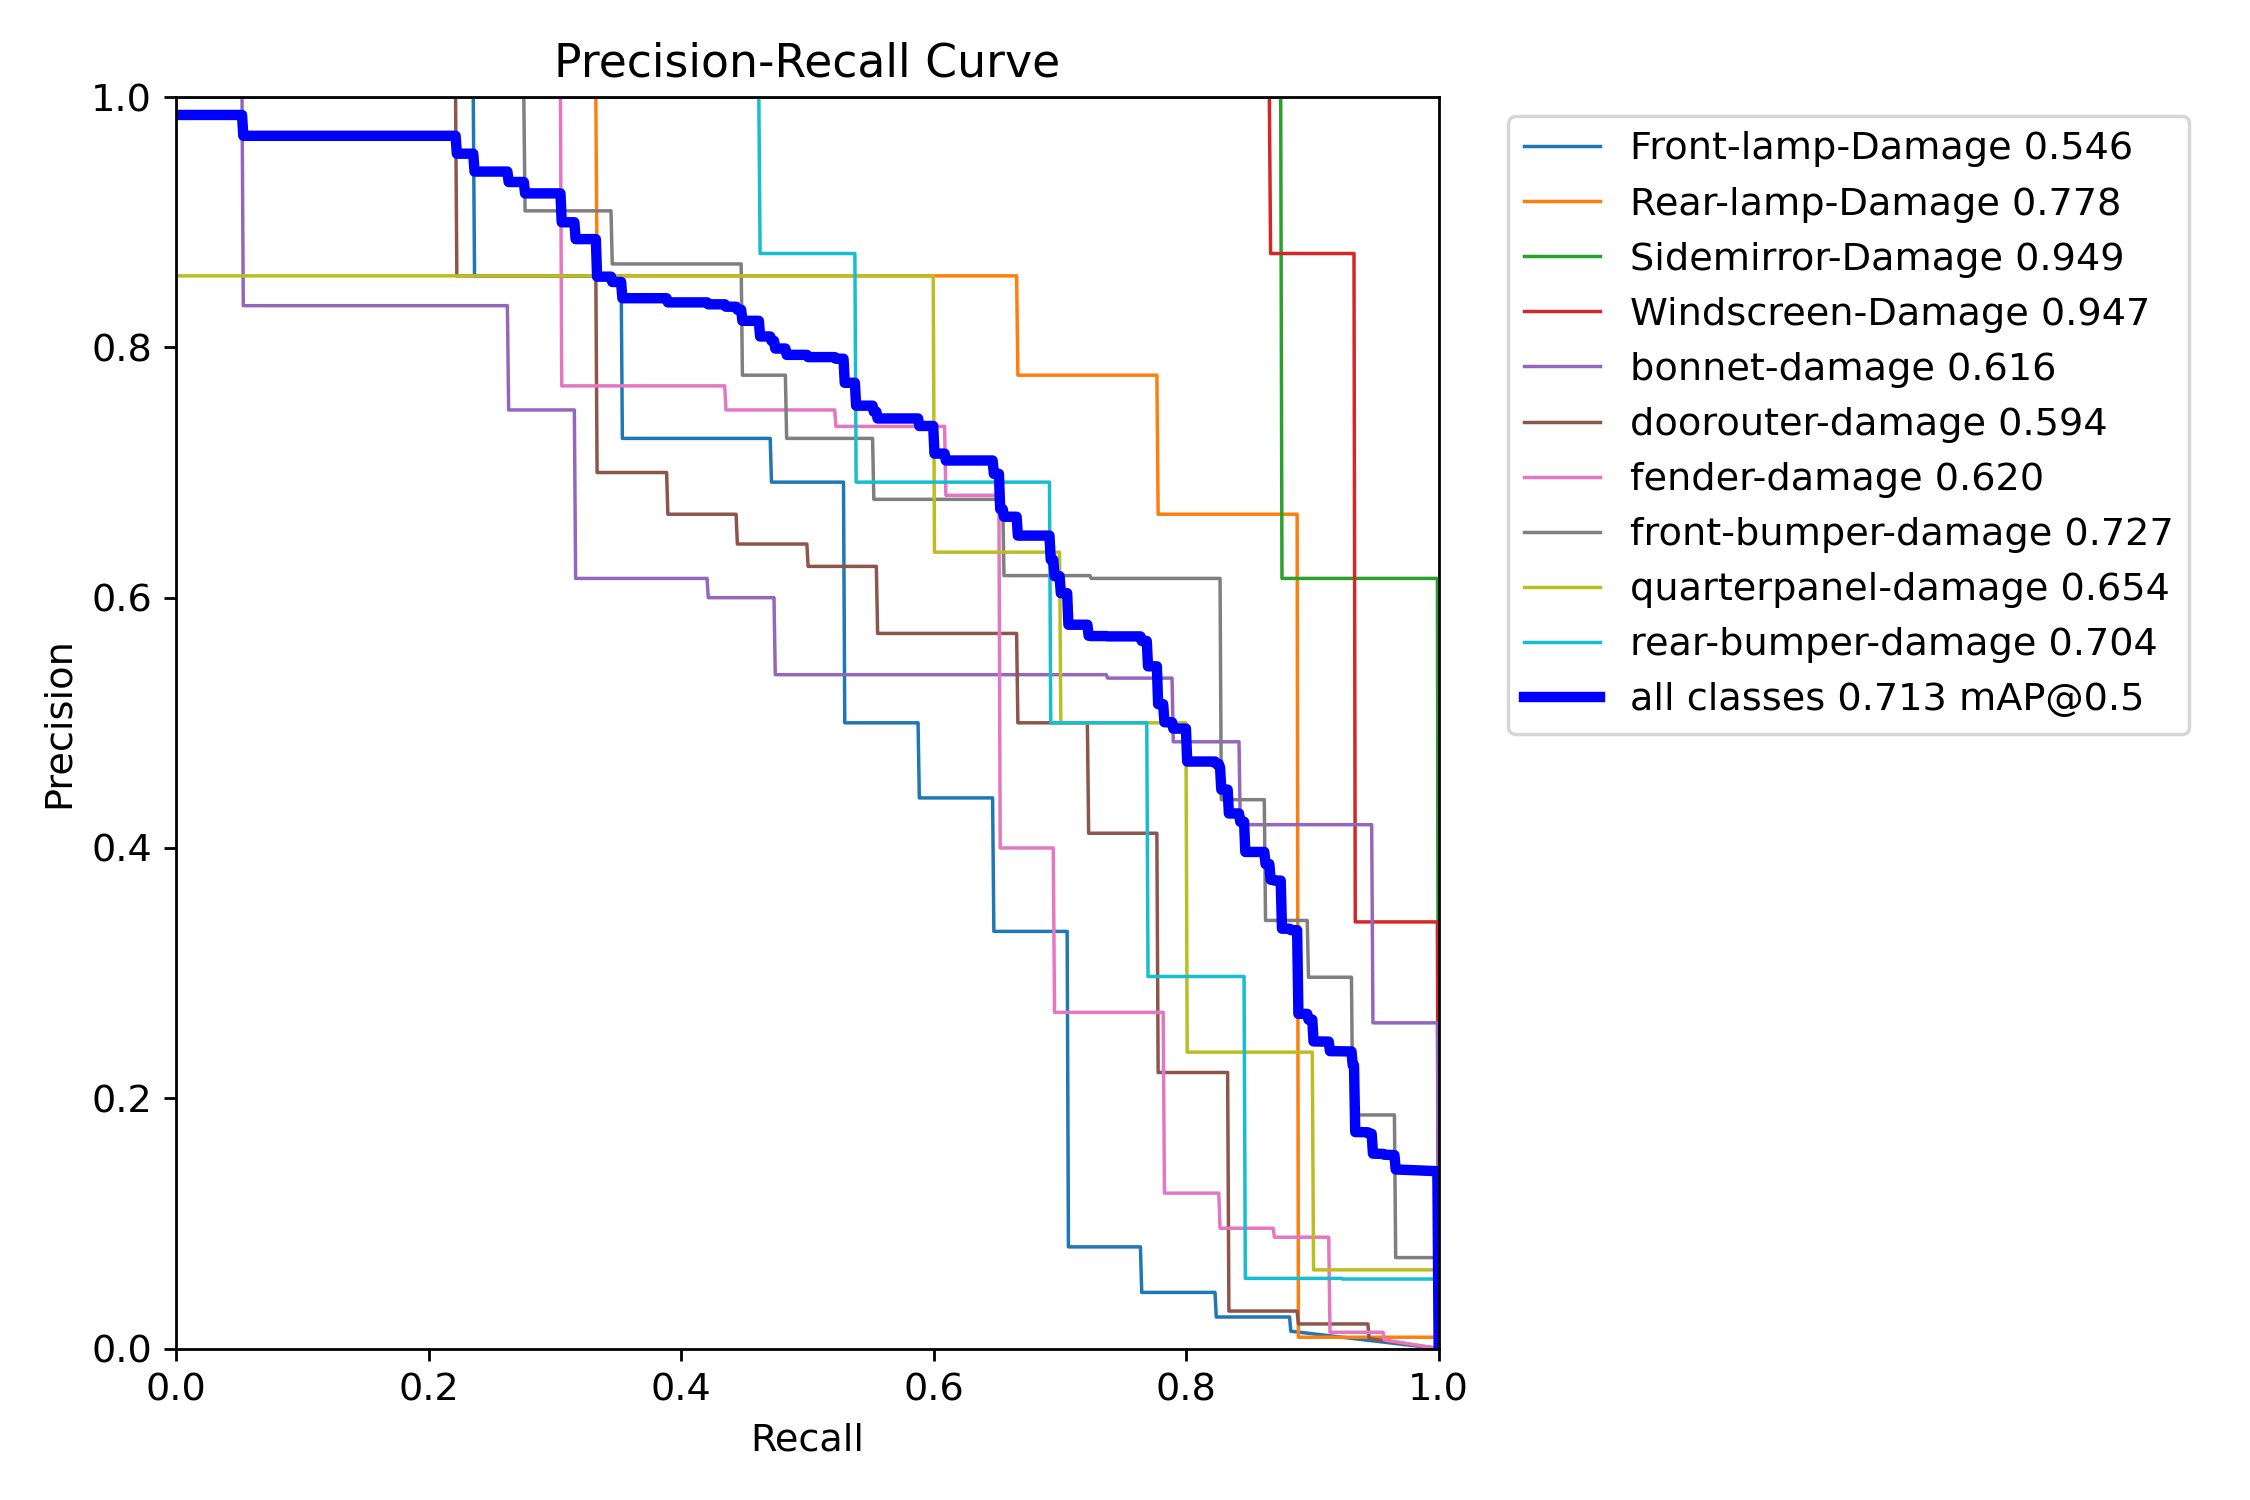 Precision-Recall Curve
1.0
0.8
0.6
0.4
0.2
0.0
Precision
0.0 0.2 0.4 0.6 0.8 1.0
Recall
Front-lamp-Damage 0.546
Rear-lamp-Damage 0.778
Sidemirror-Damage 0.949
Windscreen-Damage 0.947
bonnet-damage 0.616
doorouter-damage 0.594
fender-damage 0.620
front-bumper-damage 0.727
quarterpanel-damage 0.654
rear-bumper-damage 0.704
all classes 0.713 mAP@0.5